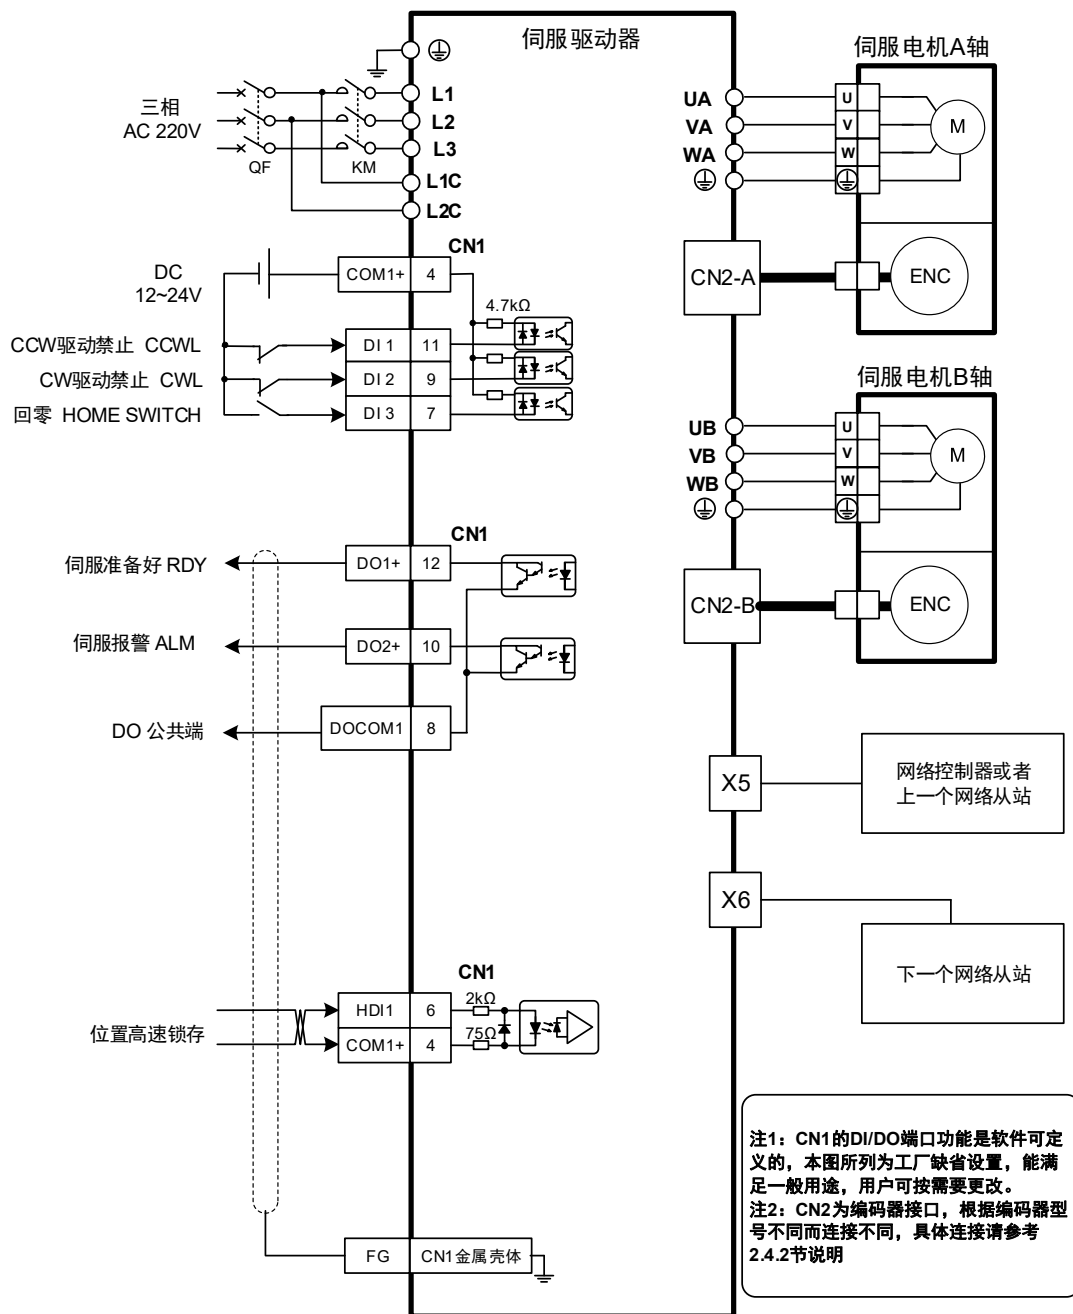 伺服驱动器
三相
AC 220V
QF
KM
L1
L2
L3
L1C
L2C
CN1
DC
12~24V
COM1+ 4
4.7kΩ
CCW驱动禁止 CCWL
DI 1 11
CW驱动禁止 CWL
DI 2 9
回零 HOME SWITCH
DI 3 7
CN1
伺服准备好 RDY
DO1+ 12
伺服报警 ALM
DO2+ 10
DO 公共端
DOCOM1 8
CN1
位置高速锁存
HDI1 6
2kΩ
COM1+ 4
75Ω
FG CN1金属壳体
伺服电机A轴
UA
U
VA
V
WA
W
M
CN2-A
ENC
伺服电机B轴
UB
U
VB
V
WB
W
M
CN2-B
ENC
X5
网络控制器或者
上一个网络从站
X6
下一个网络从站
注1：CN1的DI/DO端口功能是软件可定
义的，本图所列为工厂缺省设置，能满
足一般用途，用户可按需要更改。
注2：CN2为编码器接口，根据编码器型
号不同而连接不同，具体连接请参考
2.4.2节说明